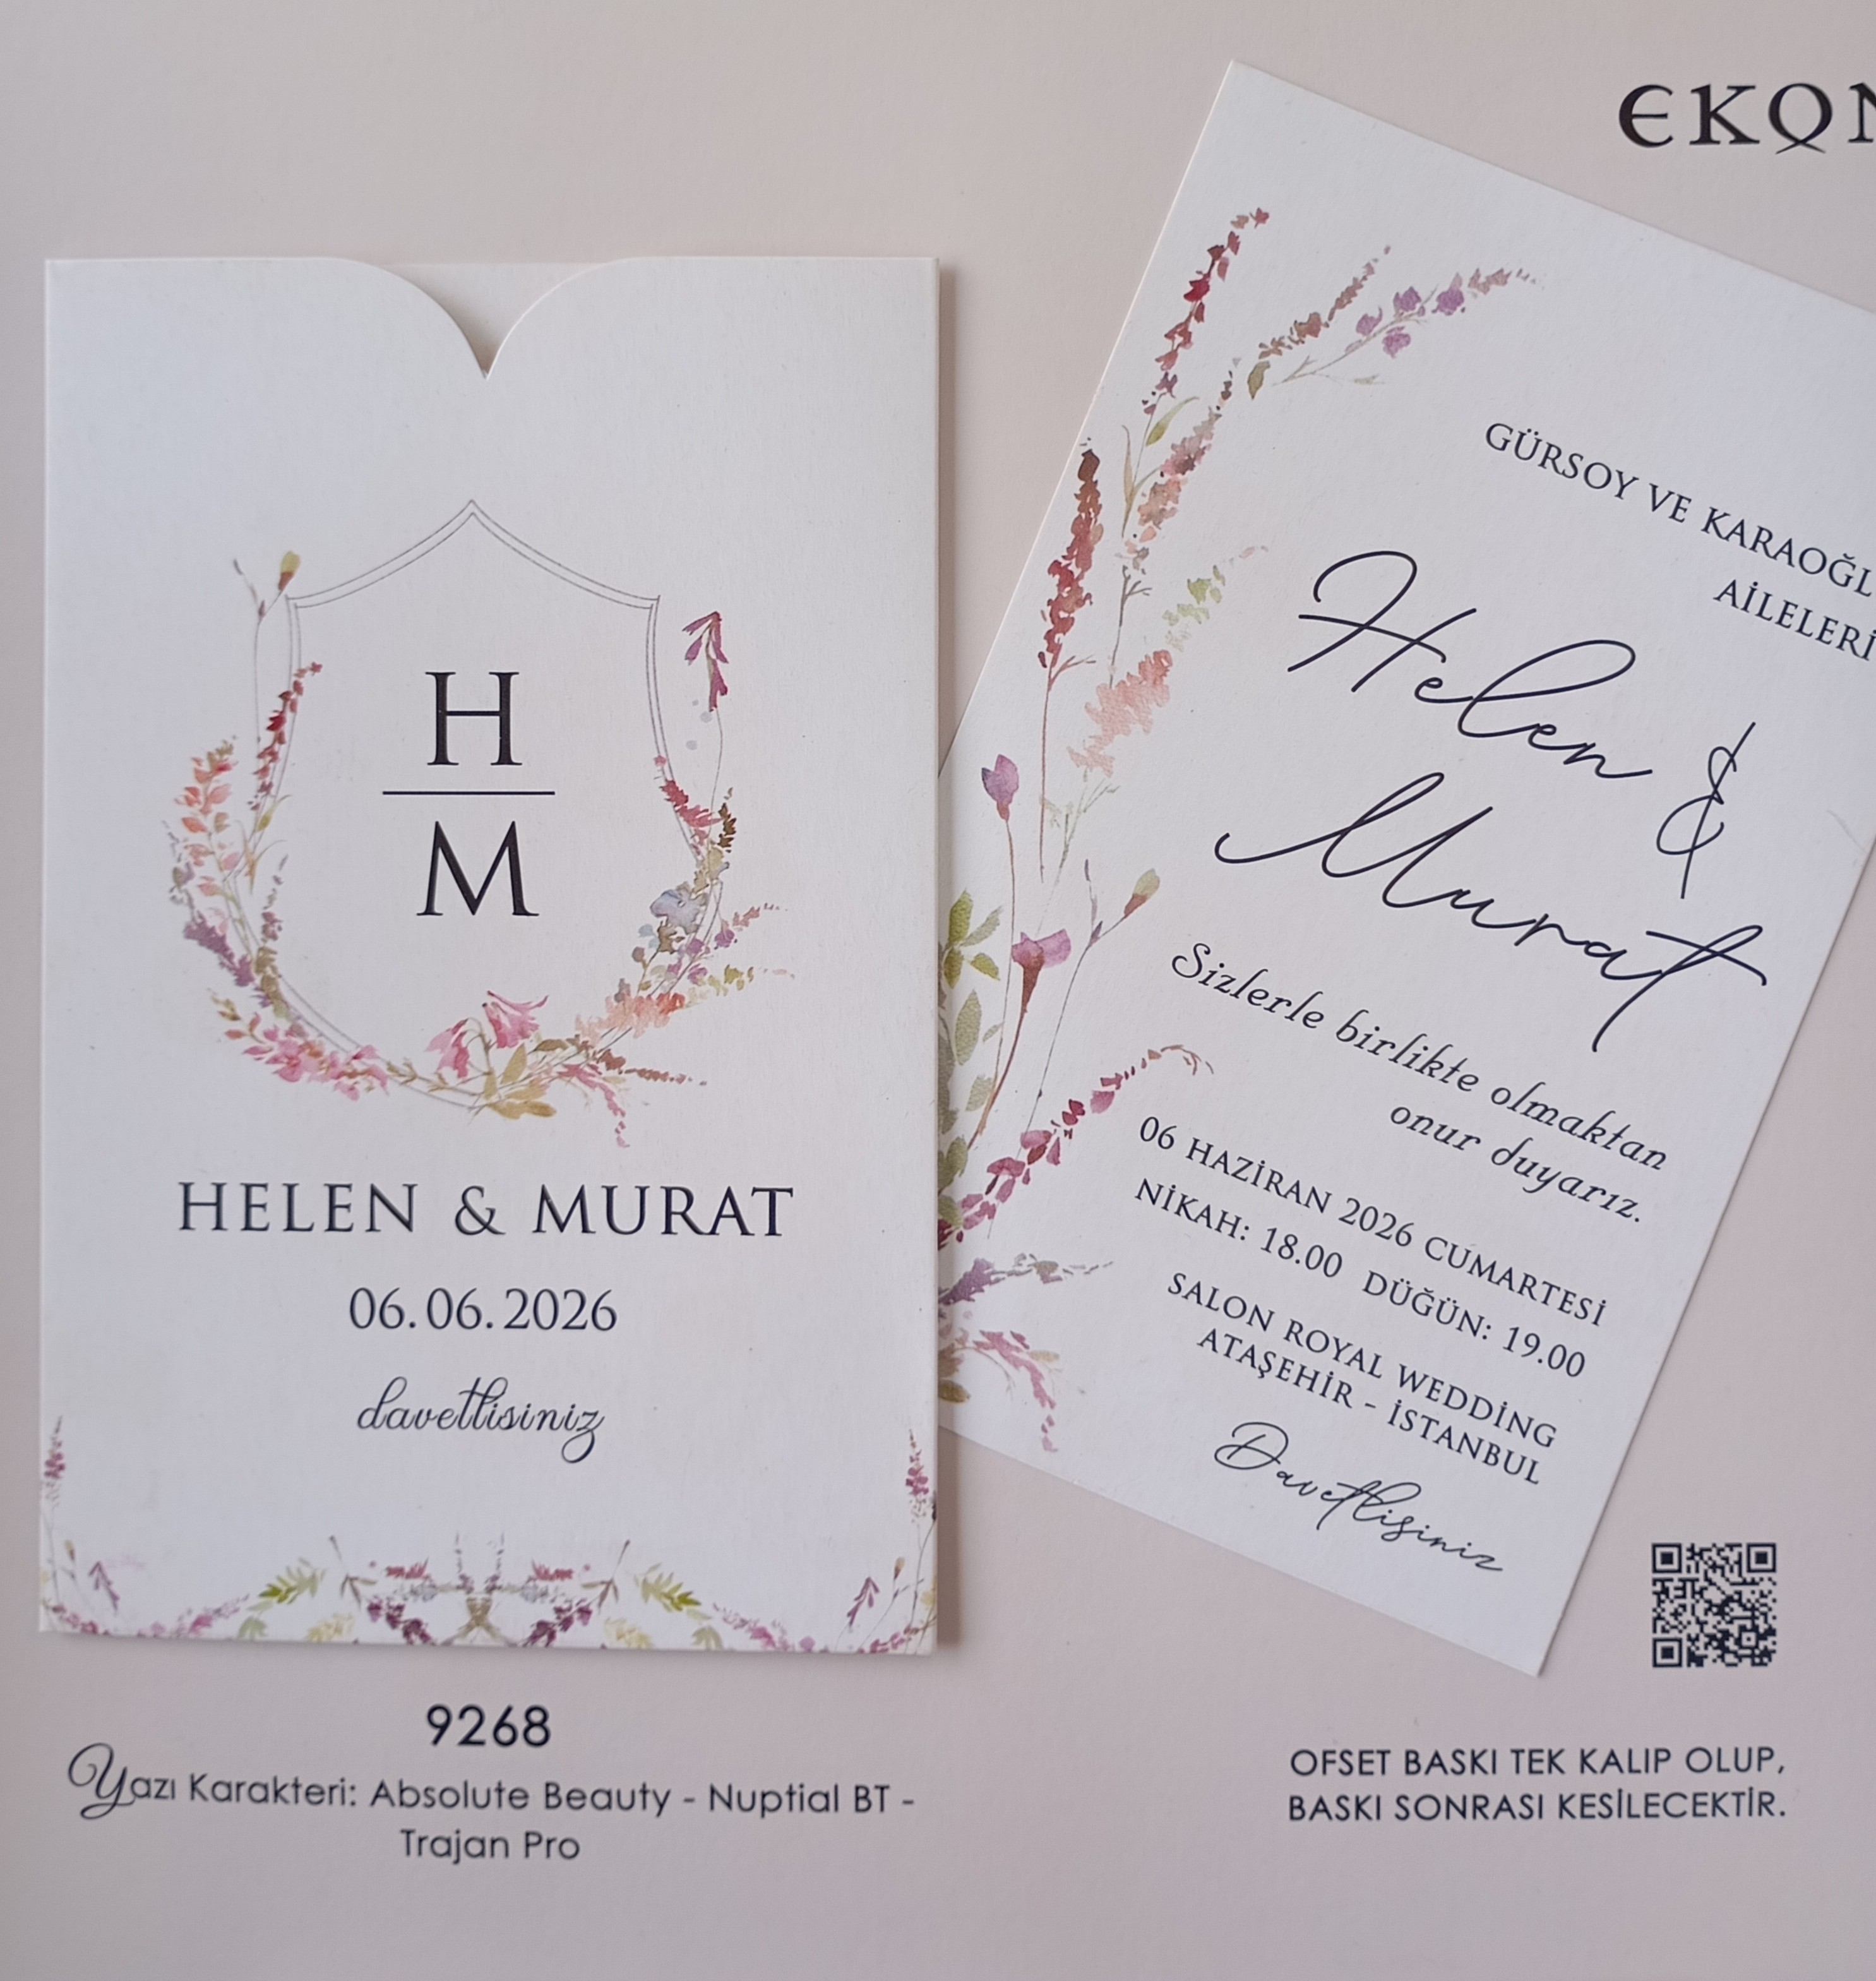 H
M
HELEN & MURAT
06.06.2026
davetlisiniz
GÜRSOY VE
AİLELERİ
Helen &
Murat
Sizlerle birlikte olmaktan
onur duyarız.
06 HAZİRAN 2026 CUMARTESİ
NİKAH: 18.00 DÜĞÜN: 19.00
SALON ROYAL WEDDİNG
ATAŞEHİR - İSTANBUL
Davetlisiniz
9268
Yazı Karakteri: Absolute Beauty - Nuptial BT -
Trajan Pro
OFSET BASKI TEK KALIP OLUP,
BASKI SONRASI KESİLECEKTİR.